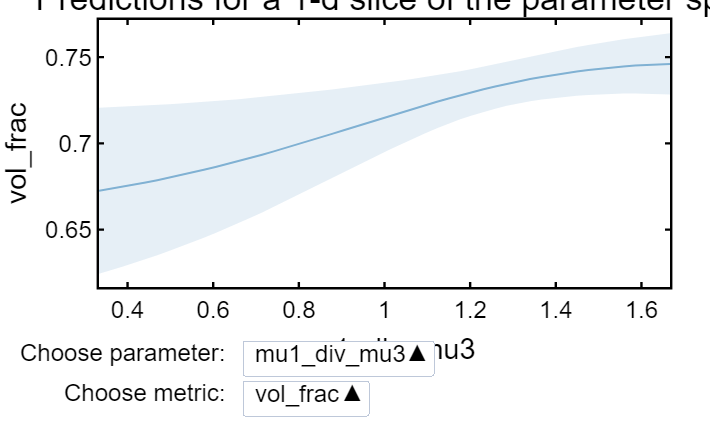 Predictions for a 1-d slice of the parameter sp
0.75
0.7
0.65
vol_frac
0.4 0.6 0.8 1 1.2 1.4 1.6
Choose parameter: mu1_div_mu3▲
Choose metric: vol_frac▲